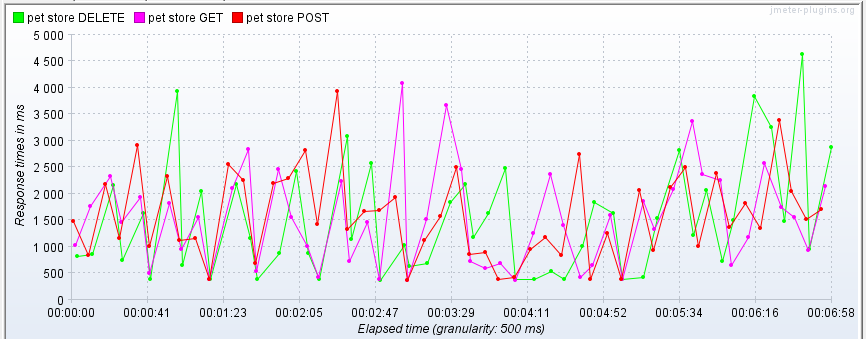 jmeter-plugins.org
pet store DELETE pet store GET pet store POST
5 000
4 500
4 000
3 500
3 000
2 500
2 000
1 500
1 000
500
0
Response times in ms
00:00:00 00:00:41 00:01:23 00:02:05 00:02:47 00:03:29 00:04:11 00:04:52 00:05:34 00:06:16 00:06:58
Elapsed time (granularity: 500 ms)